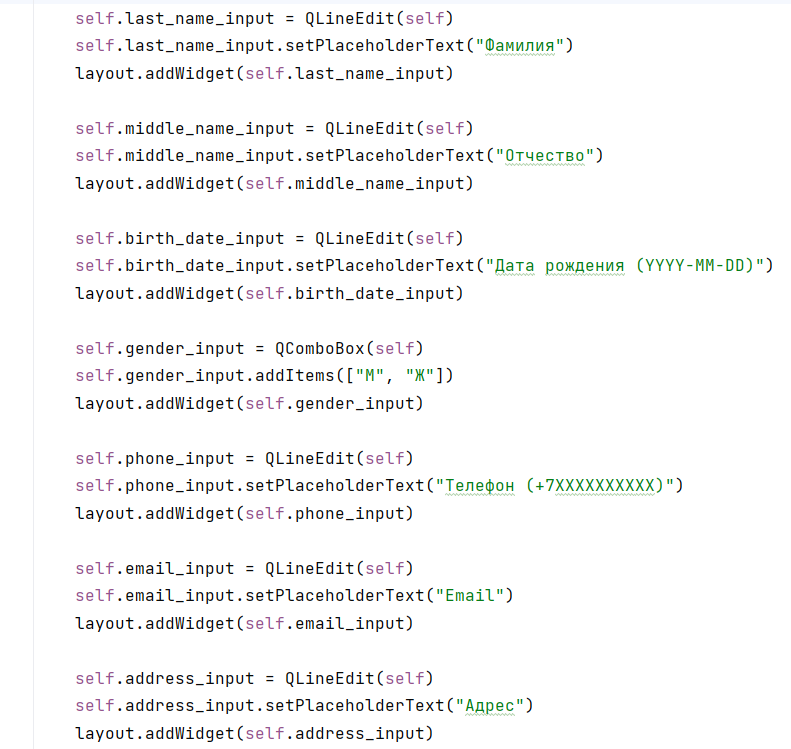 self.last_name_input = QLineEdit(self)
self.last_name_input.setPlaceholderText("Фамилия")
layout.addWidget(self.last_name_input)
self.middle_name_input = QLineEdit(self)
self.middle_name_input.setPlaceholderText("Отчество")
layout.addWidget(self.middle_name_input)
self.birth_date_input = QLineEdit(self)
self.birth_date_input.setPlaceholderText("Дата рождения (YYYY-MM-DD)")
layout.addWidget(self.birth_date_input)
self.gender_input = QComboBox(self)
self.gender_input.addItems(["М", "Ж"])
layout.addWidget(self.gender_input)
self.phone_input = QLineEdit(self)
self.phone_input.setPlaceholderText("Телефон (+7XXXXXXXXXX)")
layout.addWidget(self.phone_input)
self.email_input = QLineEdit(self)
self.email_input.setPlaceholderText("Email")
layout.addWidget(self.email_input)
self.address_input = QLineEdit(self)
self.address_input.setPlaceholderText("Адрес")
layout.addWidget(self.address_input)